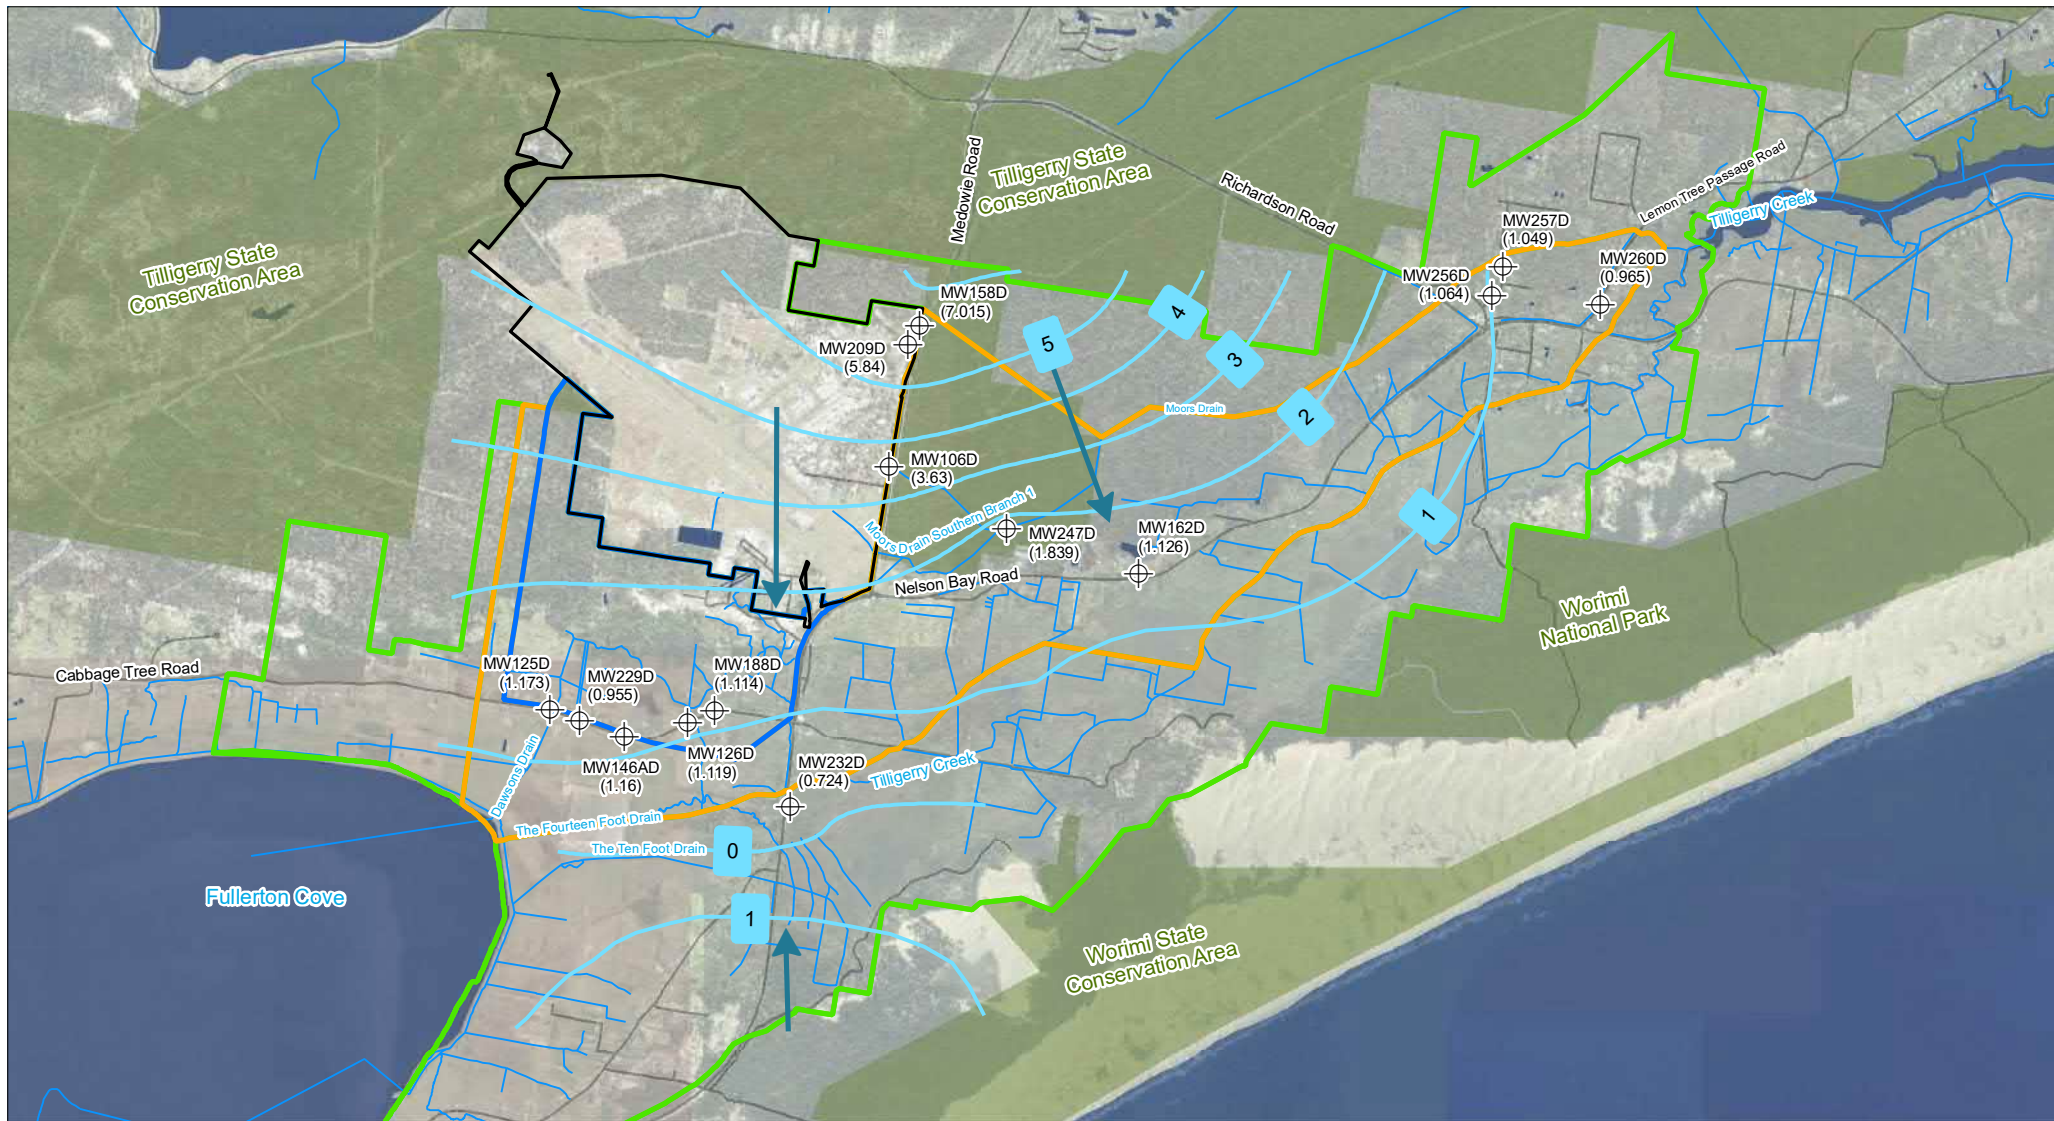 Medowie Road
Tilligerry State
Conservation Area
Richardson Road
Lemon Tree Passage Road
Tilligerry Creek
Tilligerry State
Conservation Area
MW257D
(1.049)
MW256D
(1.064)
MW260D
(0.965)
MW158D
(7.015)
MW209D
(5.84)
5
4
3
2
Moors Drain
MW106D
(3.63)
Moors Drain Southern Branch 1
MW247D
(1.839)
MW162D
(1.126)
1
Nelson Bay Road
Worimi
National Park
Cabbage Tree Road
MW125D
(1.173)
MW229D
(0.955)
MW188D
(1.114)
MW146AD
(1.16)
MW126D
(1.119)
MW232D
(0.724)
Tilligerry Creek
Dawsons Drain
The Fourteen Foot Drain
The Ten Foot Drain
0
Fullerton Cove
1
Worimi State
Conservation Area